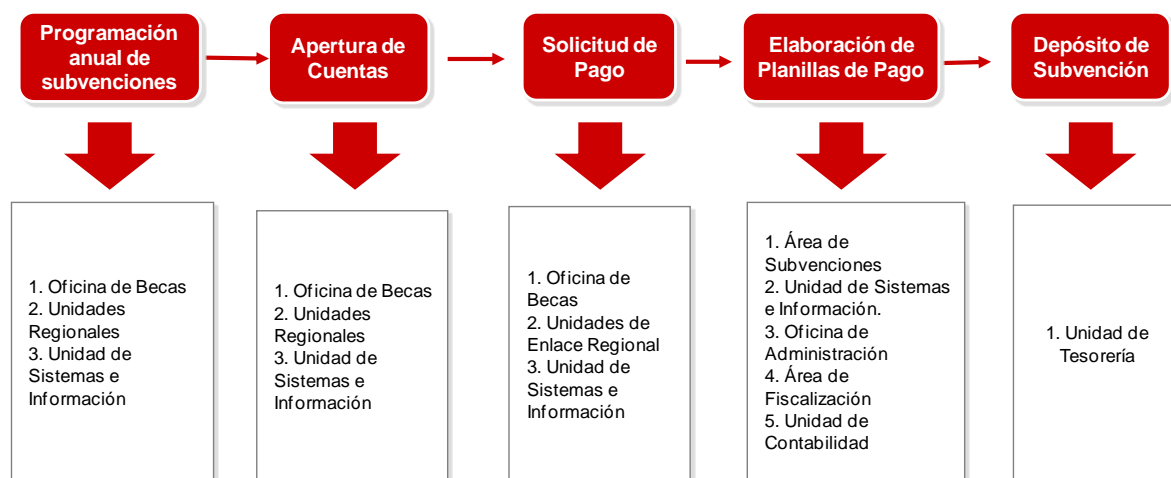 Programación
anual de
subvenciones
Apertura de
Cuentas
Solicitud de
Pago
Elaboración de
Planillas de Pago
Depósito de
Subvención
1. Oficina de Becas
2. Unidades
Regionales
3. Unidad de
Sistemas e
Información
1. Oficina de Becas
2. Unidades
Regionales
3. Unidad de
Sistemas e
Información
1. Oficina de
Becas
2. Unidades de
Enlace Regional
3. Unidad de
Sistemas e
Información
1. Área de
Subvenciones
2. Unidad de Sistemas
e Información.
3. Oficina de
Administración
4. Área de
Fiscalización
5. Unidad de
Contabilidad
1. Unidad de
Tesorería